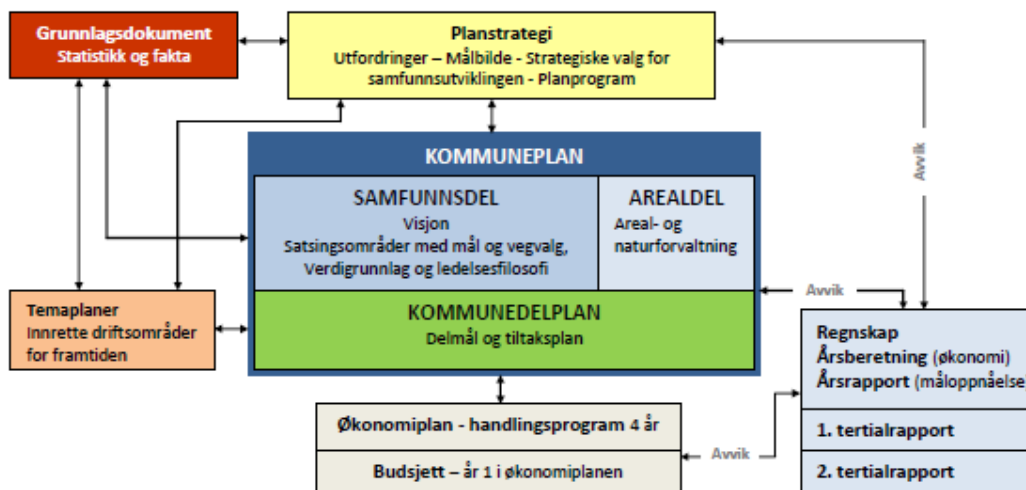 Grunnlagsdokument
Statistikk og fakta
Planstrategi
Utfordringer – Målbilde - Strategiske valg for
samfunnsutviklingen - Planprogram
Avvik
KOMMUNEPLAN
SAMFUNNSDEL
Visjon
Satsingsområder med mål og vegvalg,
Verdigrunnlag og ledelsesfilosofi
AREALDEL
Areal- og
naturforvaltning
Temaplaner
Innrette driftsområder
for framtiden
KOMMUNEDELPLAN
Delmål og tiltaksplan
Avvik
Regnskap
Årsberetning (økonomi)
Årsrapport (måloppnåelse
1. tertialrapport
2. tertialrapport
Økonomiplan - handlingsprogram 4 år
Budsjett – år 1 i økonomiplanen
Avvik